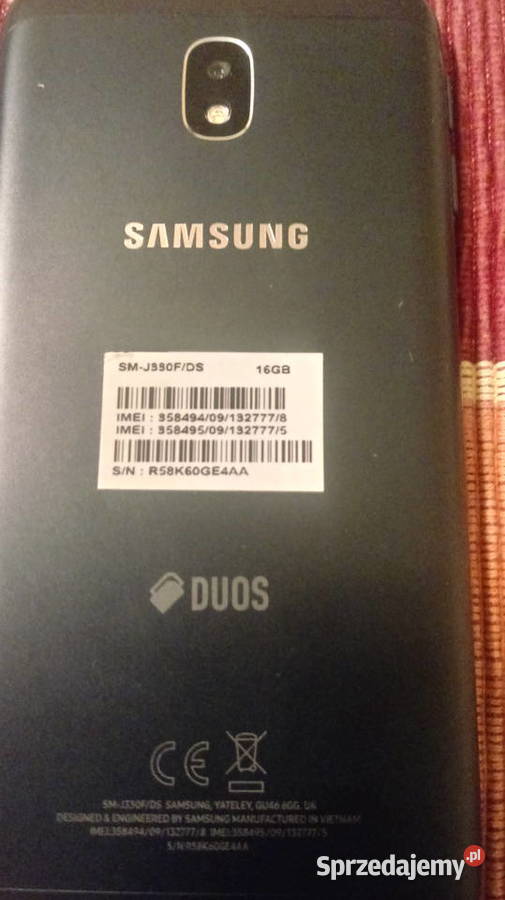 SAMSUNG
SM-J330F/DS 16GB
IMEI : 358494/09/132777/8
IMEI : 358495/09/132777/5
S/N : R58K60GE4AA
DUOS
CE
SM-J330F/DS SAMSUNG, YATELEY, GU46 6GG. UK
DESIGNED & ENGINEERED BY SAMSUNG MANUFACTURED IN VIETNAM
IMEI:358494/09/132777/8 IMEI:358495/09/132777/5
S/N:R58K60GE4AA
Sprzedajemy.pl